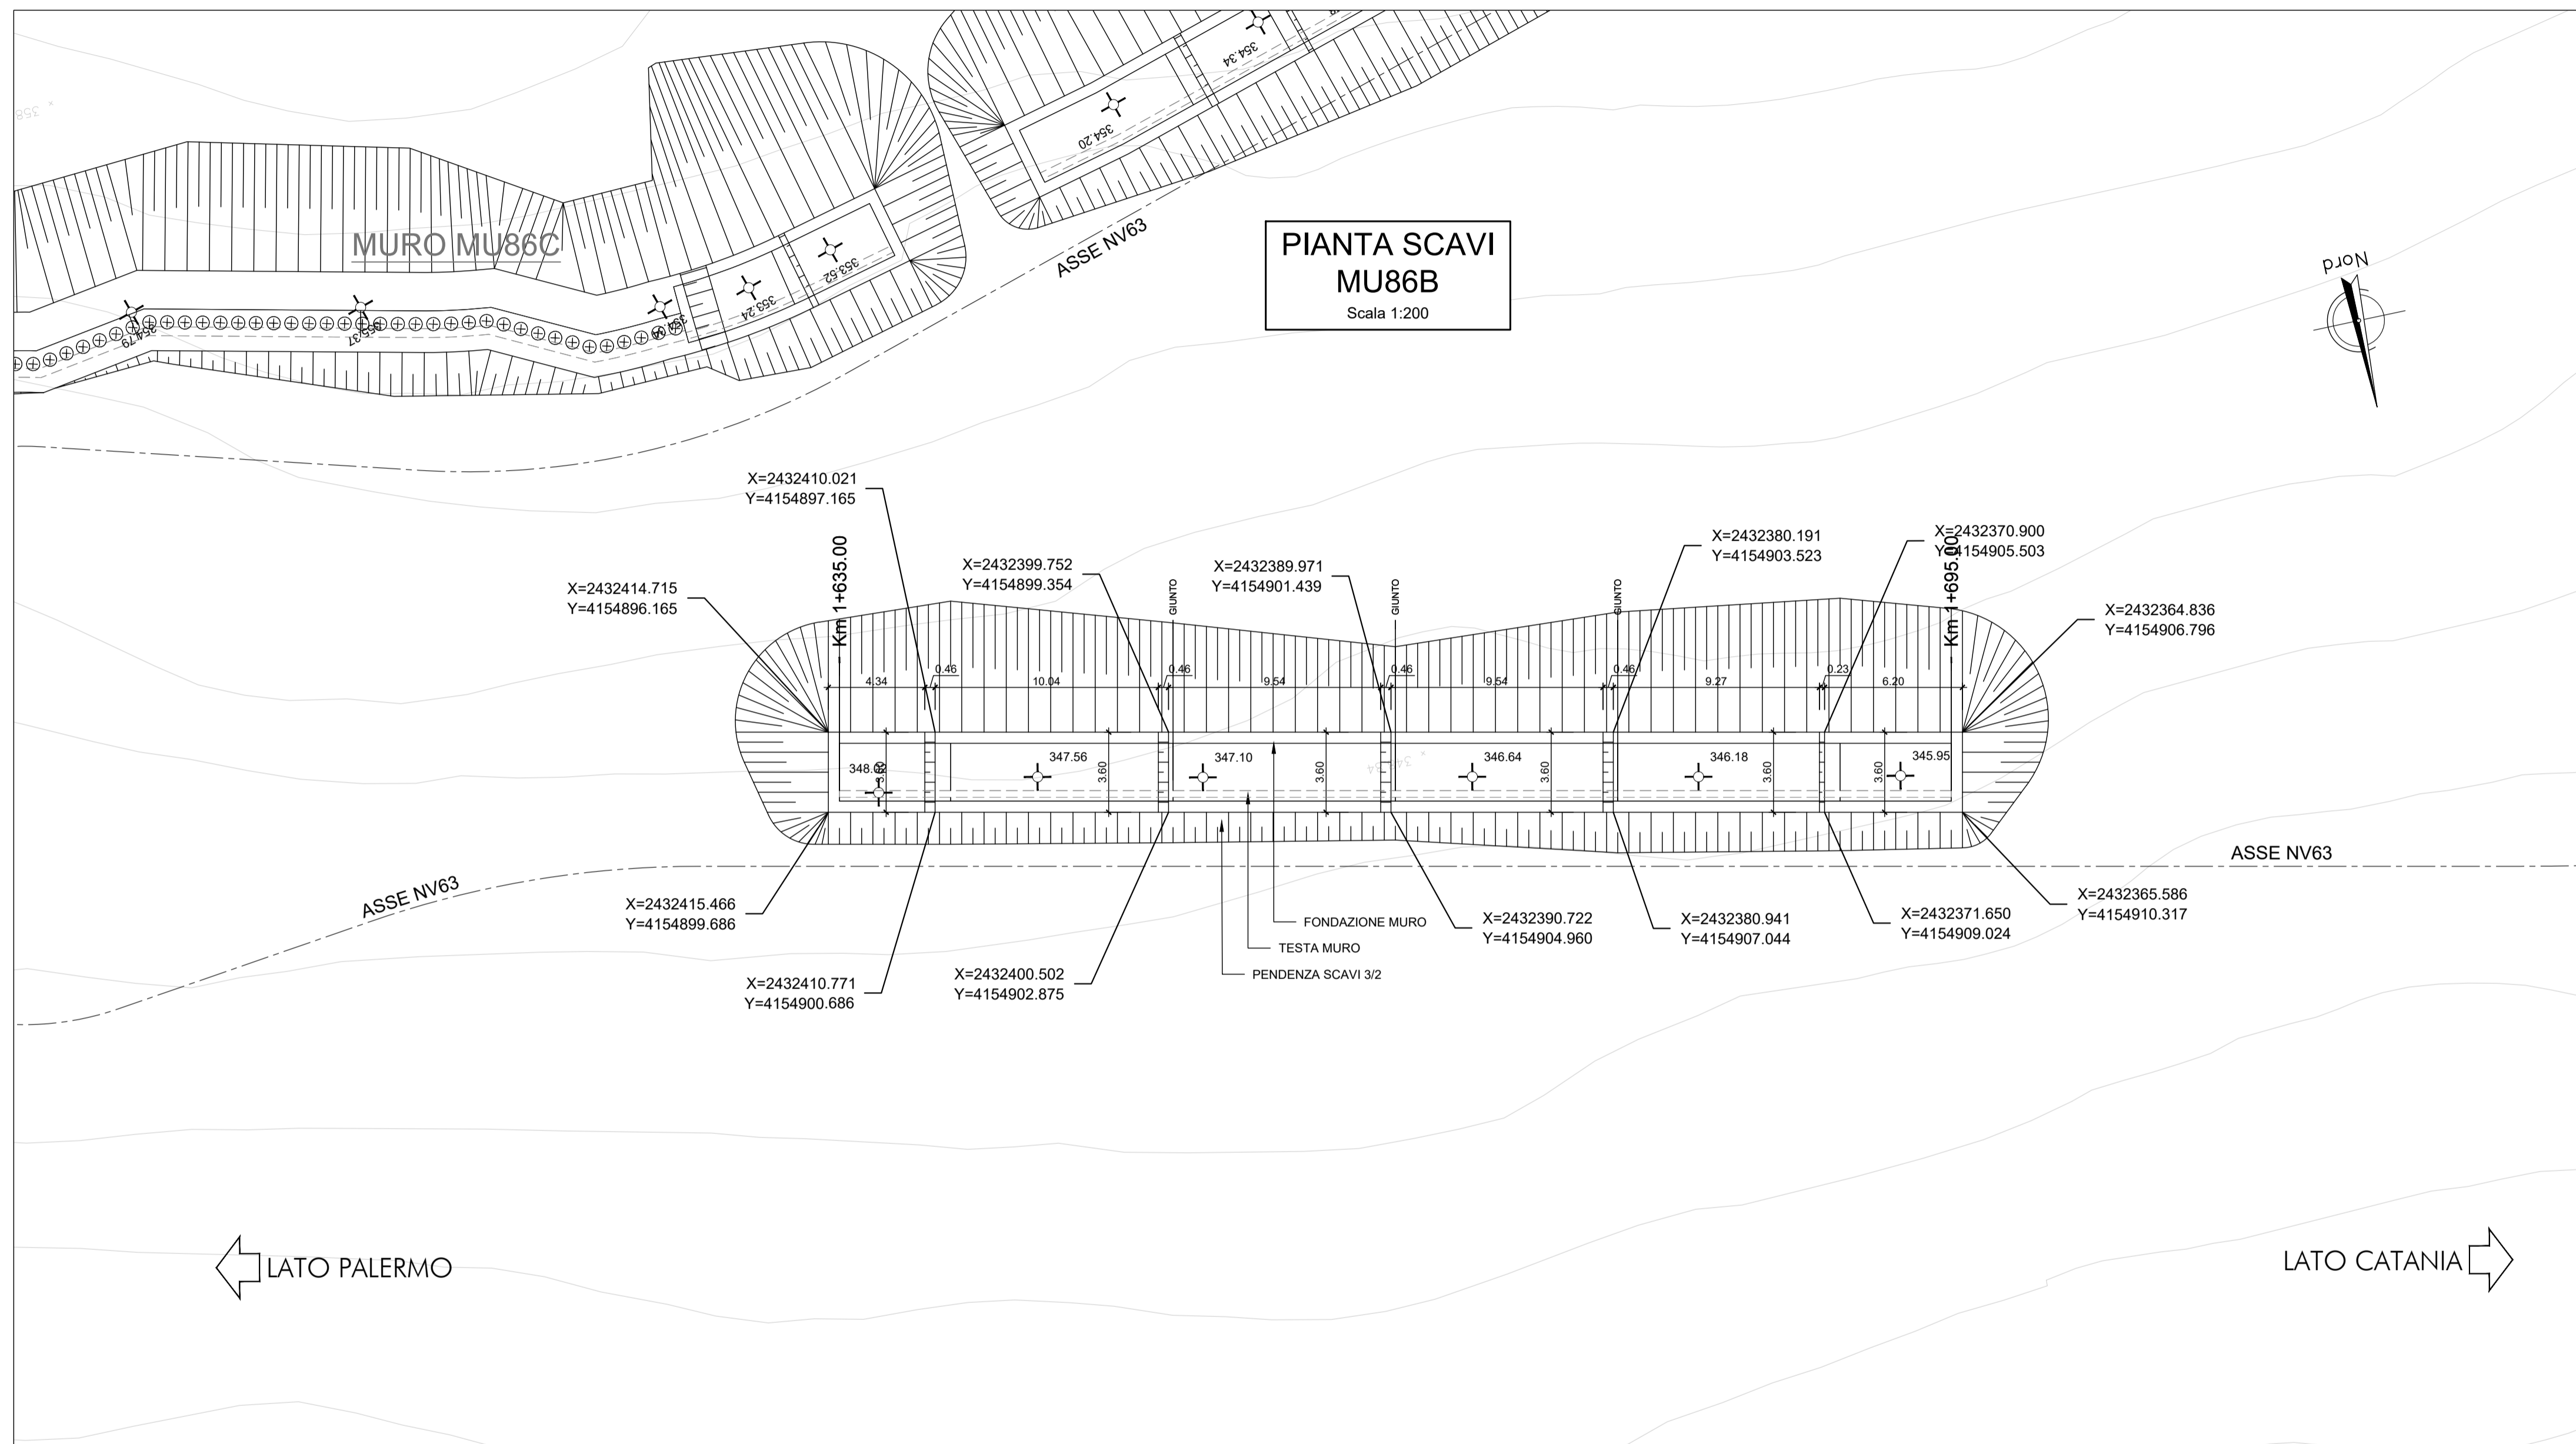 358
354.34
354.20
ASSE NV63
MURO MU86C
353.52
353.24
354.79
355.37
PIANTA SCAVI
MU86B
Scala 1:200
Nord
X=2432410.021
Y=4154897.165
X=2432399.752
Y=4154899.354
X=2432389.971
Y=4154901.439
X=2432380.191
Y=4154903.523
X=2432370.900
Y=4154905.503
X=2432414.715
Y=4154896.165
X=2432364.836
Y=4154906.796
Km 1+635.00
GIUNTO
GIUNTO
GIUNTO
Km 1+695.00
0.46
0.46
0.46
0.46
0.23
4.34
10.04
9.54
9.54
9.27
6.20
347.56
347.10
346.64
346.18
345.95
3.60
3.60
3.60
3.60
3.60
3.60
ASSE NV63
ASSE NV63
X=2432415.466
Y=4154899.686
X=2432410.771
Y=4154900.686
X=2432400.502
Y=4154902.875
FONDAZIONE MURO
TESTA MURO
PENDENZA SCAVI 3/2
X=2432390.722
Y=4154904.960
X=2432380.941
Y=4154907.044
X=2432371.650
Y=4154909.024
X=2432365.586
Y=4154910.317
LATO PALERMO
LATO CATANIA